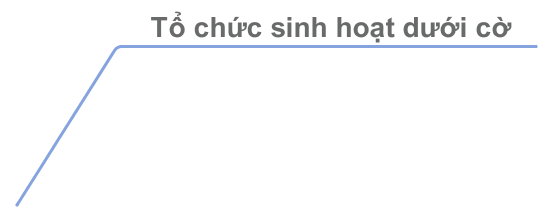 Tổ chức sinh hoạt dưới cờ